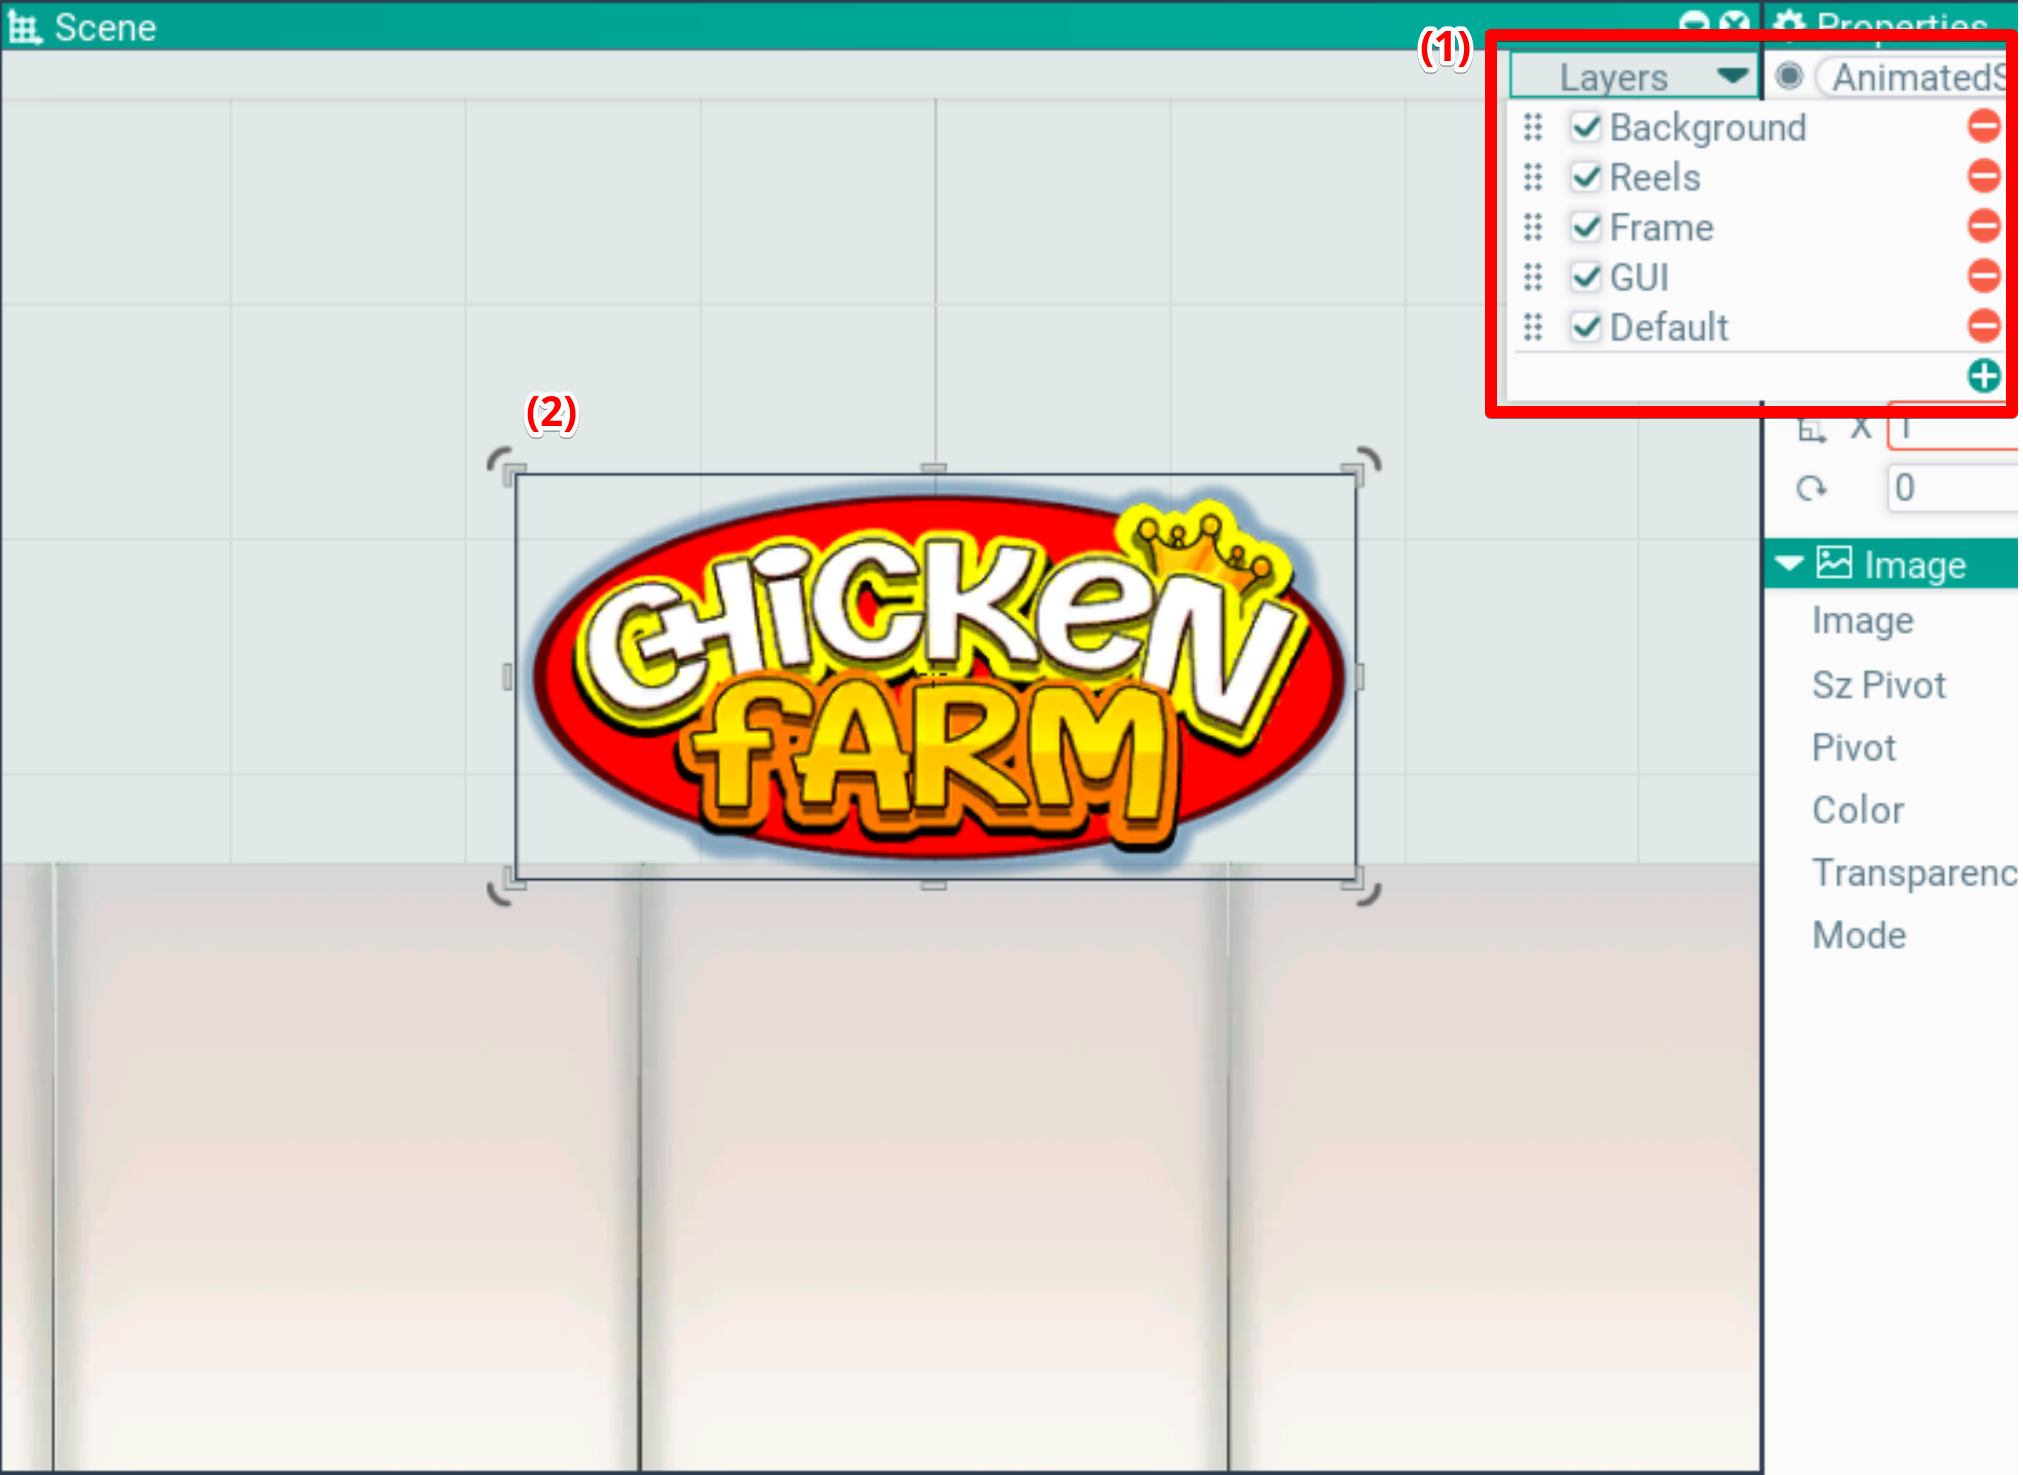 Scene
Properties
(1)
Layers
AnimatedS
Background
Reels
Frame
GUI
Default
(2)
X 1
0
CHiCKeN
fARM
Image
Image
Sz Pivot
Pivot
Color
Transparenc
Mode